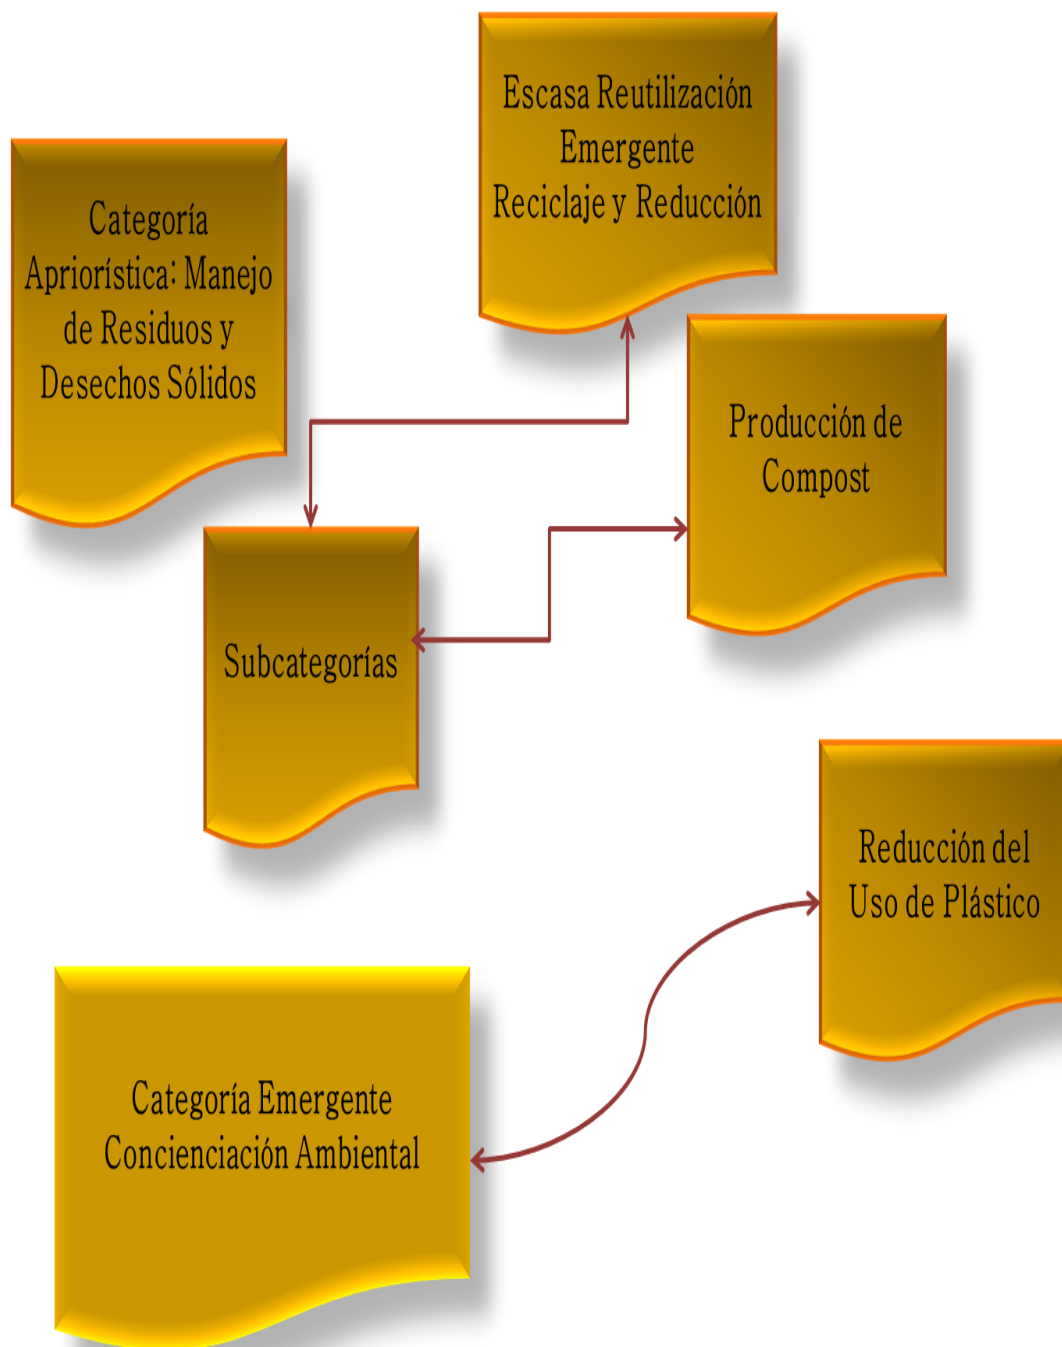 Escasa Reutilización
Emergente
Reciclaje y Reducción
Categoría
Apriorística: Manejo
de Residuos y
Desechos Sólidos
Producción de
Compost
Subcategorías
Reducción del
Uso de Plástico
Categoría Emergente
Concienciación Ambiental